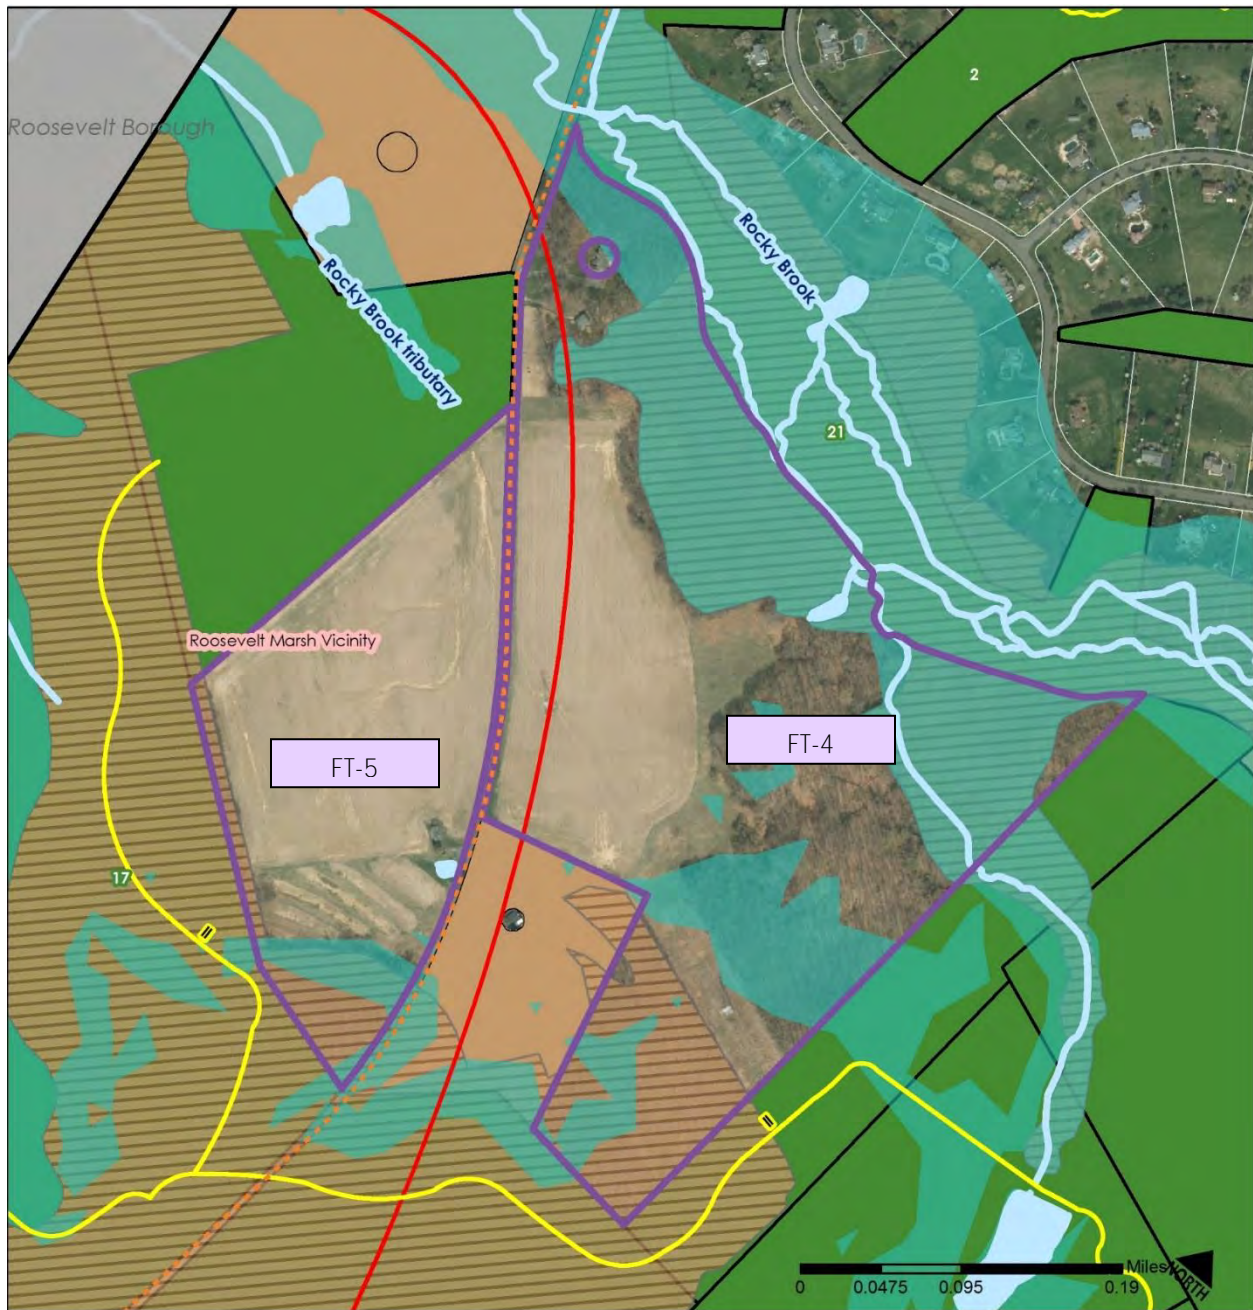 2
Roosevelt Borough
Rocky Brook
Rocky Brook tributary
21
Roosevelt Marsh Vicinity
FT-4
FT-5
17
=
=
Miles
0 0.0475 0.095 0.19
NORTH